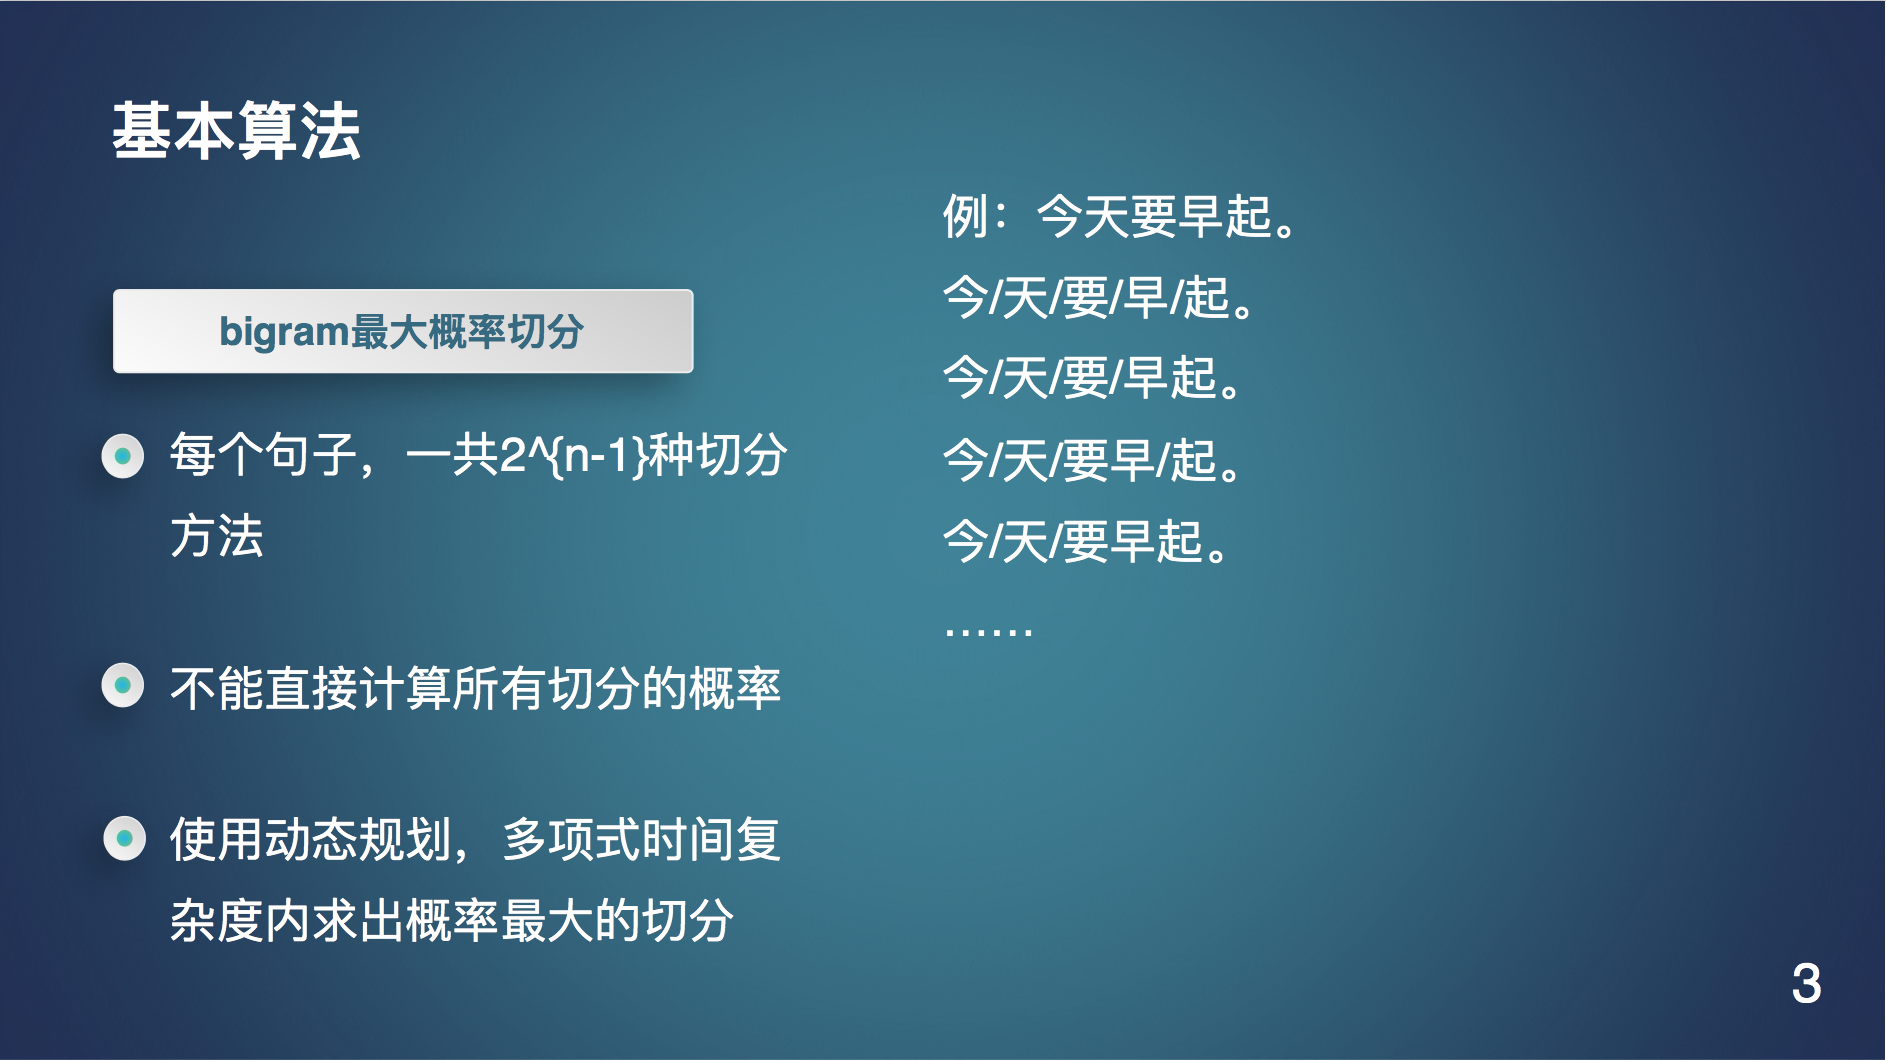 基本算法
bigram最大概率切分
每个句子，一共2^{n-1}种切分
方法
不能直接计算所有切分的概率
使用动态规划，多项式时间复
杂度内求出概率最大的切分
例：今天要早起。
今/天/要/早/起。
今/天/要/早起。
今/天/要早/起。
今/天/要早起。
……
3